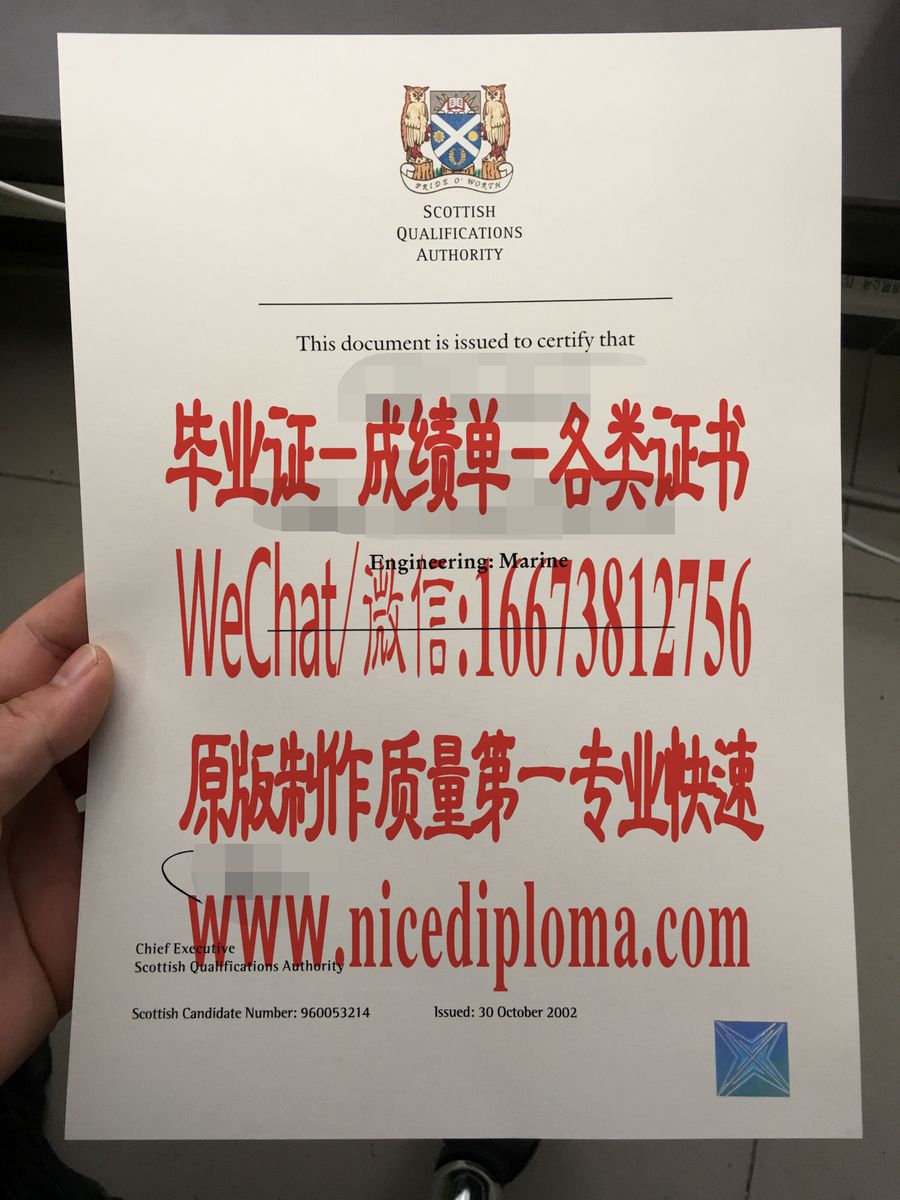 PRIDE O' WORTH
SCOTTISH
QUALIFICATIONS
AUTHORITY
This document is issued to certify that
毕业证一成绩单一各类证书
Engineering: Marine
WeChat/微信:16673812756
原版制作质量第一专业快速
www.nicediploma.com
Chief Executive
Scottish Qualifications Authority
Scottish Candidate Number: 960053214 Issued: 30 October 2002